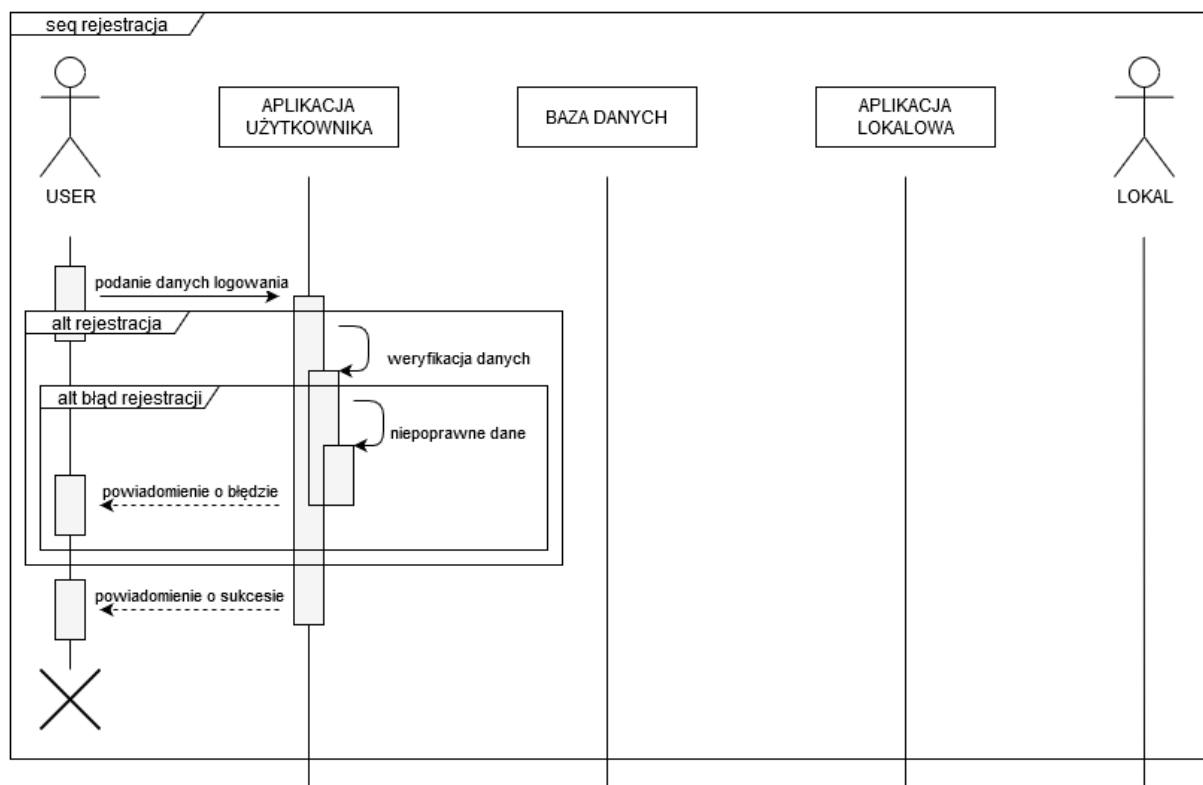 seq rejestracja
APLIKACJA
UŻYTKOWNIKA
BAZA DANYCH
APLIKACJA
LOKALOWA
USER
LOKAL
podanie danych logowania
alt rejestracja
weryfikacja danych
alt błąd rejestracji
niepoprawne dane
powiadomienie o błędzie
powiadomienie o sukcesie